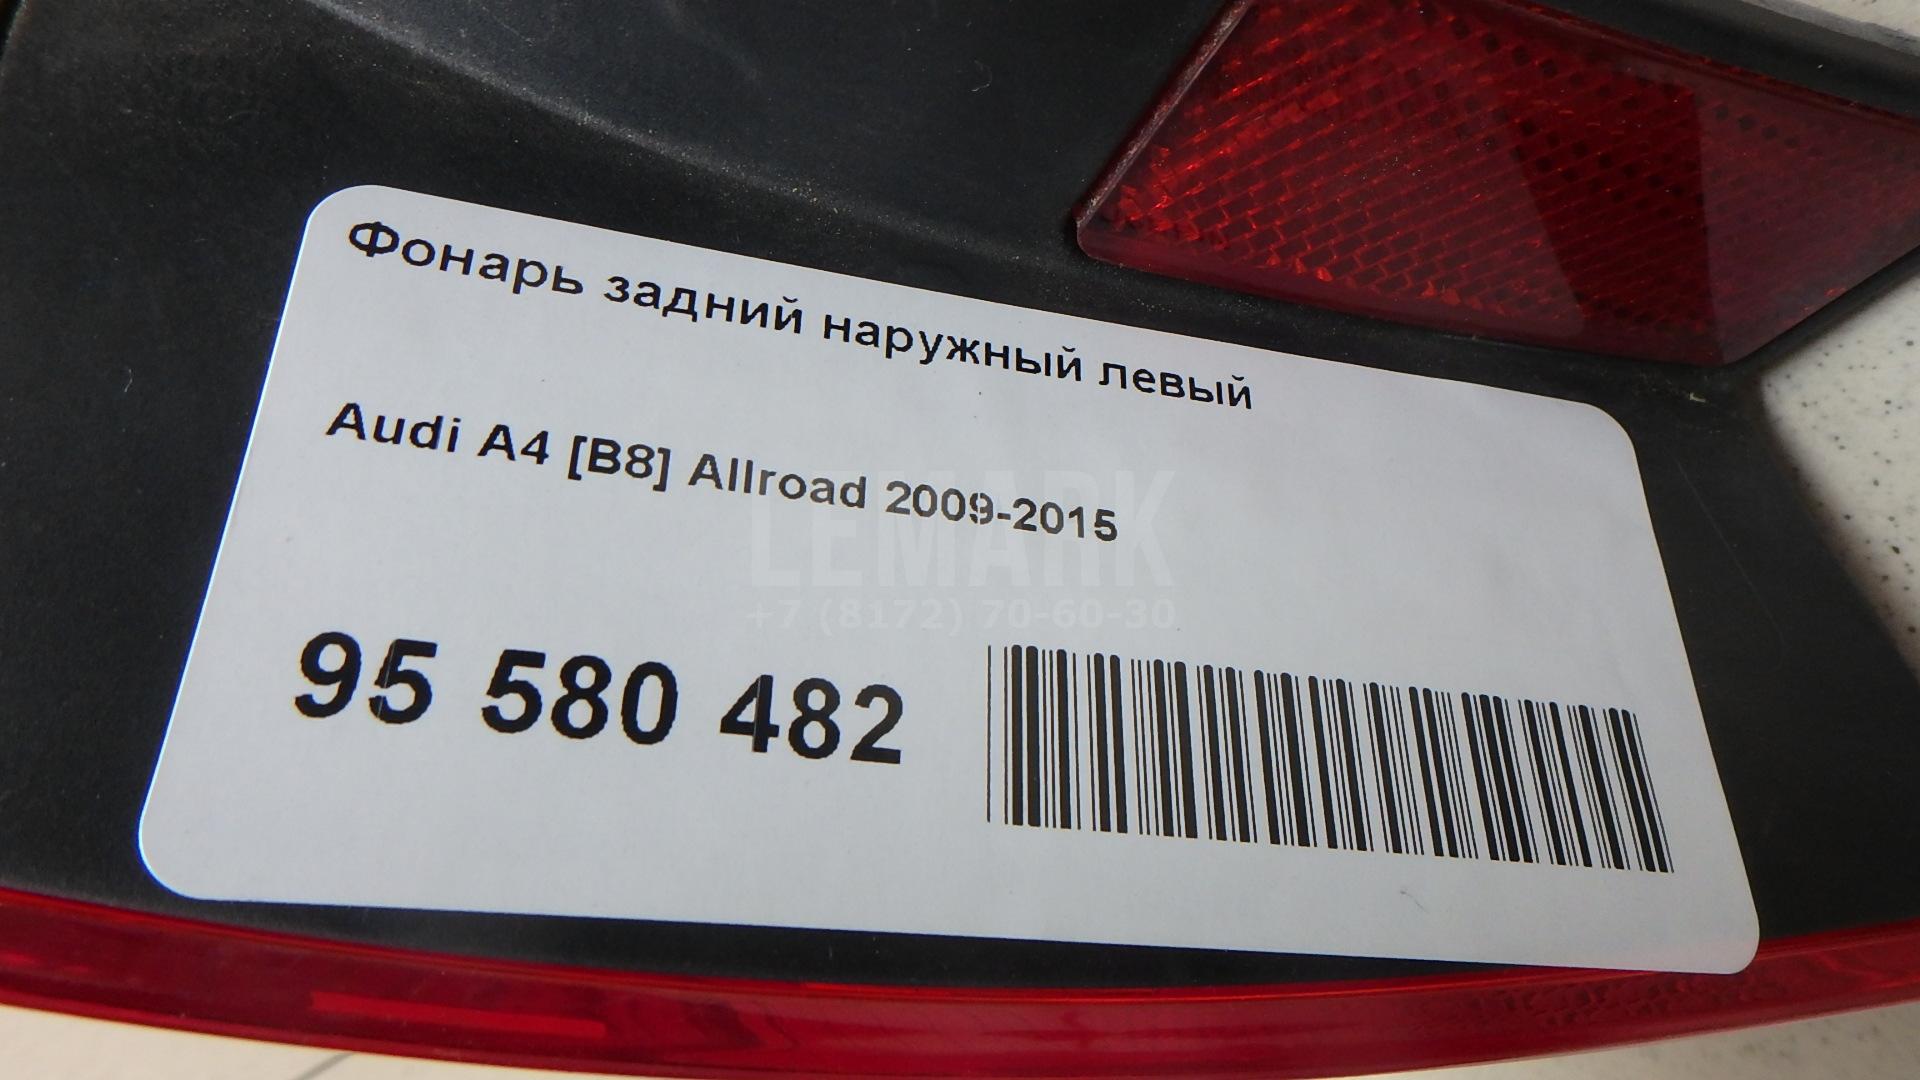 Фонарь задний наружный левый
Audi A4 [B8] Allroad 2009-2015
LEMARK
+7 (8172) 70-60-30
95 580 482